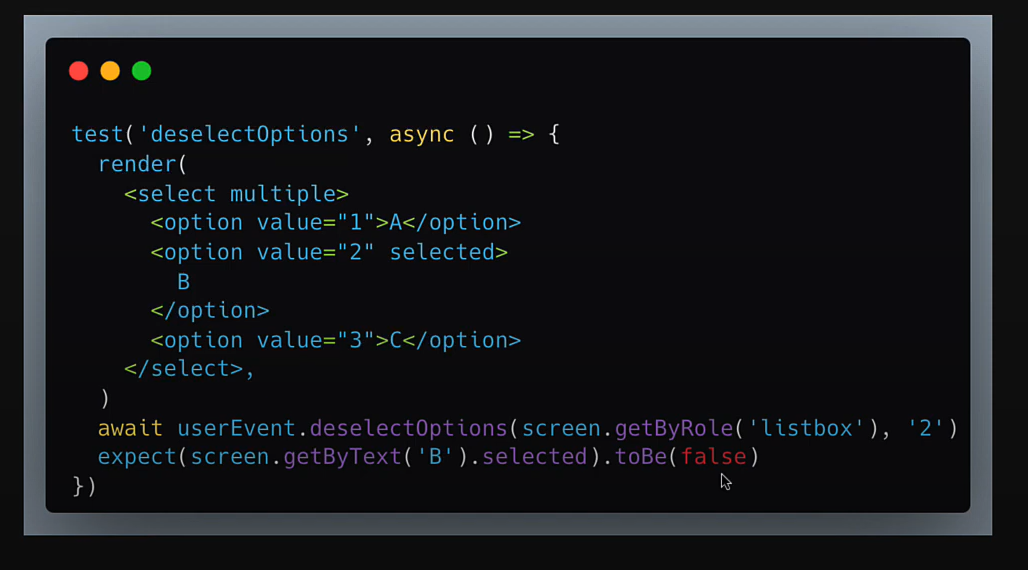 test('deselectOptions', async () => {
  render(
    <select multiple>
      <option value="1">A</option>
      <option value="2" selected>
        B
      </option>
      <option value="3">C</option>
    </select>,
  )
  await userEvent.deselectOptions(screen.getByRole('listbox'), '2')
  expect(screen.getByText('B').selected).toBe(false)
})